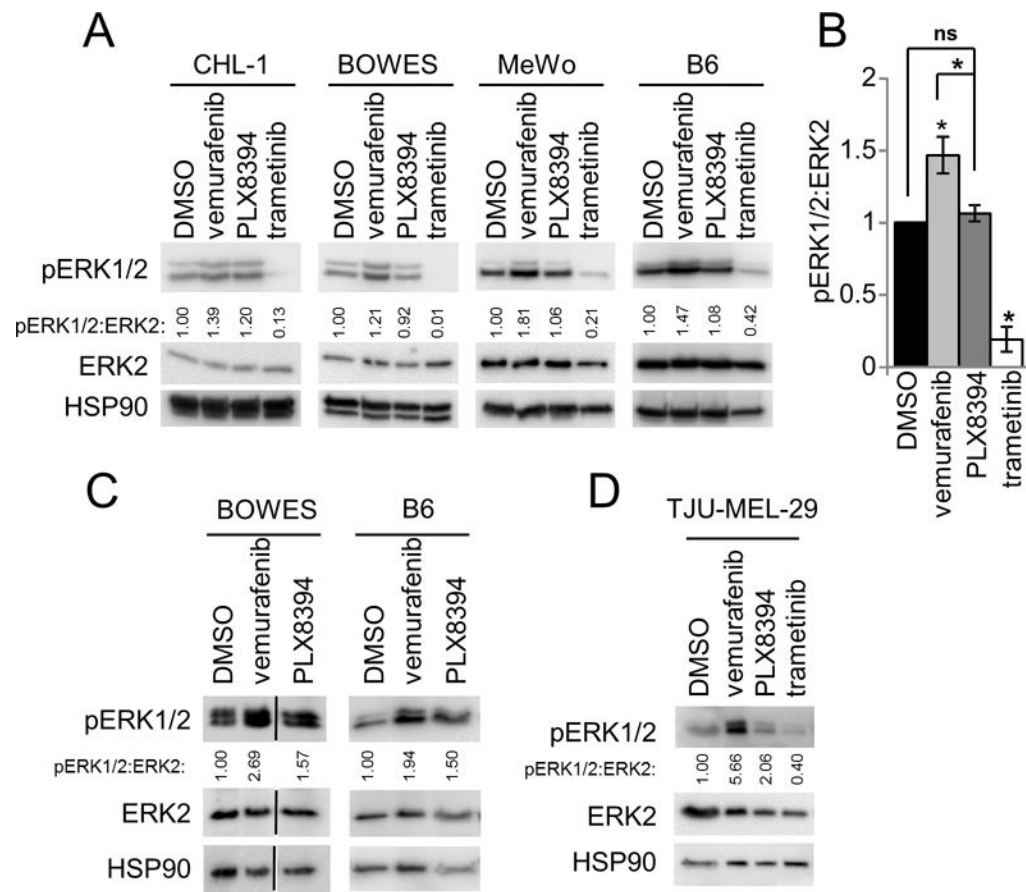 A
CHL-1 BOWES MeWo B6
DMSO vemurafenib PLX8394 trametinib DMSO vemurafenib PLX8394 trametinib DMSO vemurafenib PLX8394 trametinib DMSO vemurafenib PLX8394 trametinib
pERK1/2
pERK1/2:ERK2: 1.00 1.39 1.20 0.13 1.00 1.21 0.92 0.01 1.00 1.81 1.06 0.21 1.00 1.47 1.08 0.42
ERK2
HSP90
B
ns
*
* *
pERK1/2:ERK2
2
1.5
1
0.5
0
DMSO vemurafenib PLX8394 trametinib
C
BOWES B6
DMSO vemurafenib PLX8394 DMSO vemurafenib PLX8394
pERK1/2
pERK1/2:ERK2: 1.00 2.69 1.57 1.00 1.94 1.50
ERK2
HSP90
D
TJU-MEL-29
DMSO vemurafenib PLX8394 trametinib
pERK1/2
pERK1/2:ERK2: 1.00 5.66 2.06 0.40
ERK2
HSP90